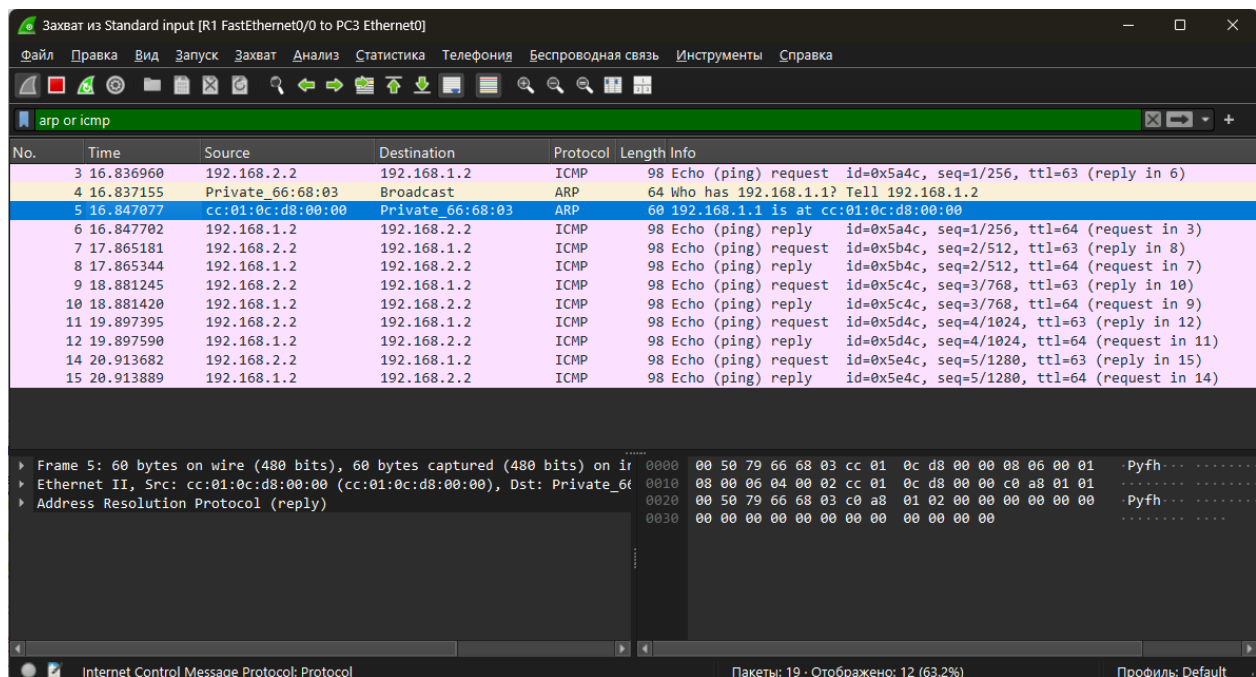 Захват из Standard input [R1 FastEthernet0/0 to PC3 Ethernet0]
Файл Правка Вид Запуск Захват Анализ Статистика Телефония Беспроводная связь Инструменты Справка
arp or icmp
No. Time Source Destination Protocol Length Info
3 16.836960 192.168.2.2 192.168.1.2 ICMP 98 Echo (ping) request id=0x5a4c, seq=1/256, ttl=63 (reply in 6)
4 16.837155 Private_66:68:03 Broadcast ARP 64 Who has 192.168.1.1? Tell 192.168.1.2
5 16.847077 cc:01:0c:d8:00:00 Private_66:68:03 ARP 60 192.168.1.1 is at cc:01:0c:d8:00:00
6 16.847702 192.168.1.2 192.168.2.2 ICMP 98 Echo (ping) reply id=0x5a4c, seq=1/256, ttl=64 (request in 3)
7 17.865181 192.168.2.2 192.168.1.2 ICMP 98 Echo (ping) request id=0x5b4c, seq=2/512, ttl=63 (reply in 8)
8 17.865344 192.168.1.2 192.168.2.2 ICMP 98 Echo (ping) reply id=0x5b4c, seq=2/512, ttl=64 (request in 7)
9 18.881245 192.168.2.2 192.168.1.2 ICMP 98 Echo (ping) request id=0x5c4c, seq=3/768, ttl=63 (reply in 10)
10 18.881420 192.168.1.2 192.168.2.2 ICMP 98 Echo (ping) reply id=0x5c4c, seq=3/768, ttl=64 (request in 9)
11 19.897395 192.168.2.2 192.168.1.2 ICMP 98 Echo (ping) request id=0x5d4c, seq=4/1024, ttl=63 (reply in 12)
12 19.897590 192.168.1.2 192.168.2.2 ICMP 98 Echo (ping) reply id=0x5d4c, seq=4/1024, ttl=64 (request in 11)
14 20.913682 192.168.2.2 192.168.1.2 ICMP 98 Echo (ping) request id=0x5e4c, seq=5/1280, ttl=63 (reply in 15)
15 20.913889 192.168.1.2 192.168.2.2 ICMP 98 Echo (ping) reply id=0x5e4c, seq=5/1280, ttl=64 (request in 14)
Frame 5: 60 bytes on wire (480 bits), 60 bytes captured (480 bits) on in
Ethernet II, Src: cc:01:0c:d8:00:00 (cc:01:0c:d8:00:00), Dst: Private_66
Address Resolution Protocol (reply)
0000 00 50 79 66 68 03 cc 01 0c d8 00 00 08 06 00 01 ·Pyfh··· ········
0010 08 00 06 04 00 02 cc 01 0c d8 00 00 c0 a8 01 01 ········ ········
0020 00 50 79 66 68 03 c0 a8 01 02 00 00 00 00 00 00 ·Pyfh··· ········
0030 00 00 00 00 00 00 00 00 00 00 00 00 ········ ····
Internet Control Message Protocol: Protocol
Пакеты: 19 · Отображено: 12 (63.2%)
Профиль: Default